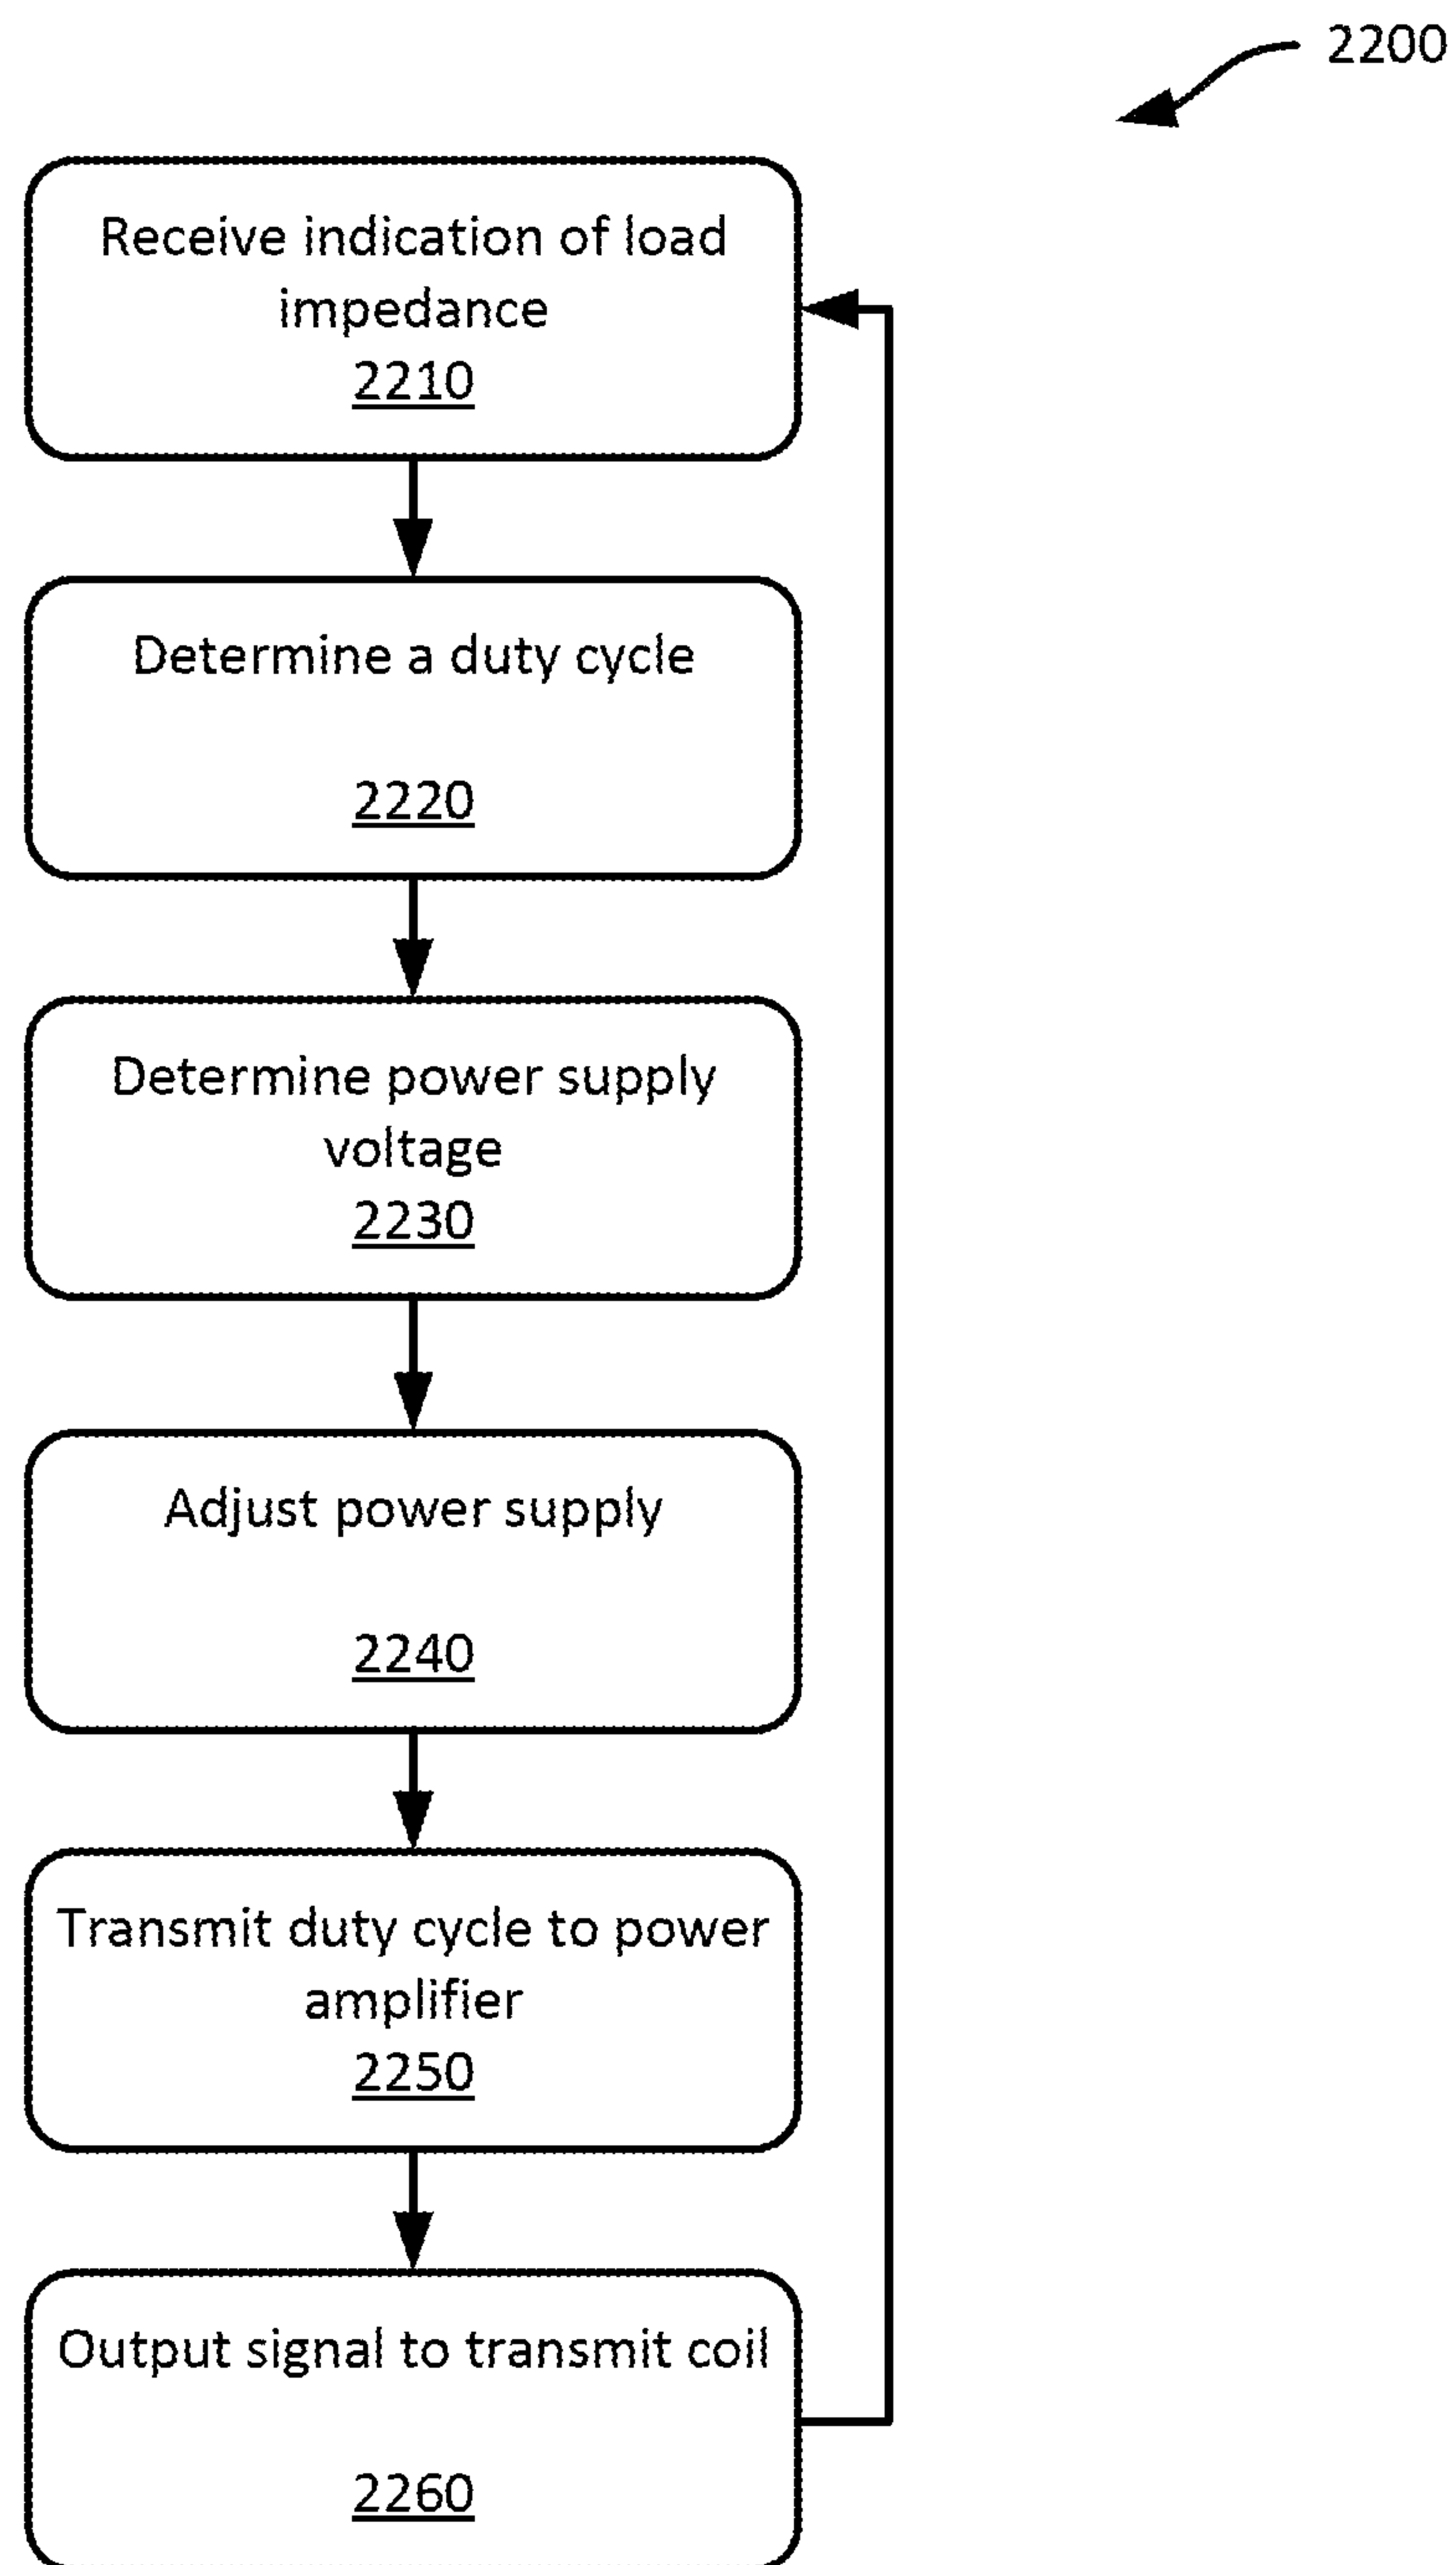 2200
Receive indication of load
impedance
2210
Determine a duty cycle
2220
Determine power supply
voltage
2230
Adjust power supply
2240
Transmit duty cycle to power
amplifier
2250
Output signal to transmit coil
2260